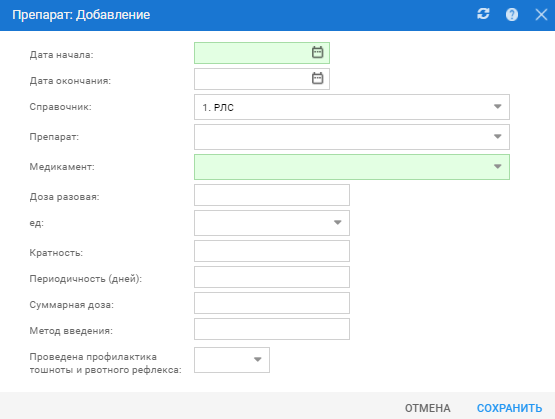 Препарат: Добавление
Дата начала:
Дата окончания:
Справочник: 1. РЛС
Препарат:
Медикамент:
Доза разовая:
ед:
Кратность:
Периодичность (дней):
Суммарная доза:
Метод введения:
Проведена профилактика
тошноты и рвотного рефлекса:
ОТМЕНА СОХРАНИТЬ